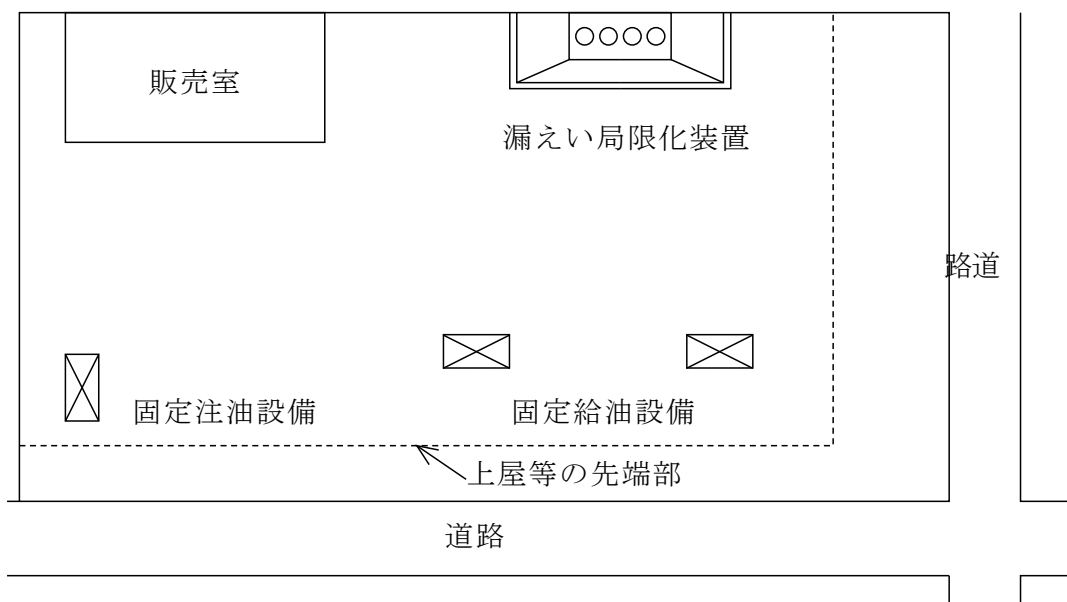 販売室
漏えい局限化装置
路道
固定注油設備
固定給油設備
上屋等の先端部
道路